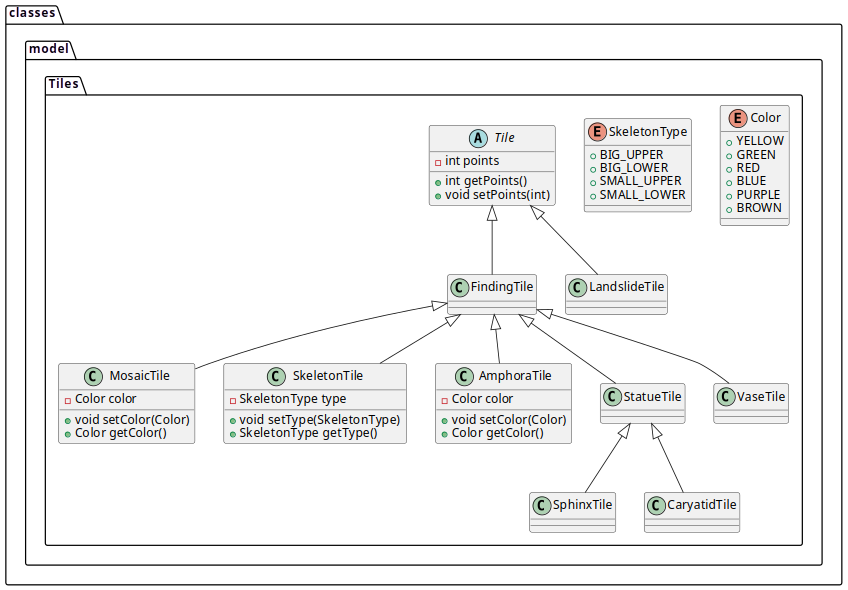 classes
model
Tiles
A Tile
int points
int getPoints()
void setPoints(int)
E SkeletonType
BIG_UPPER
BIG_LOWER
SMALL_UPPER
SMALL_LOWER
E Color
YELLOW
GREEN
RED
BLUE
PURPLE
BROWN
C FindingTile
C LandslideTile
C MosaicTile
Color color
void setColor(Color)
Color getColor()
C SkeletonTile
SkeletonType type
void setType(SkeletonType)
SkeletonType getType()
C AmphoraTile
Color color
void setColor(Color)
Color getColor()
C StatueTile
C VaseTile
C SphinxTile
C CaryatidTile